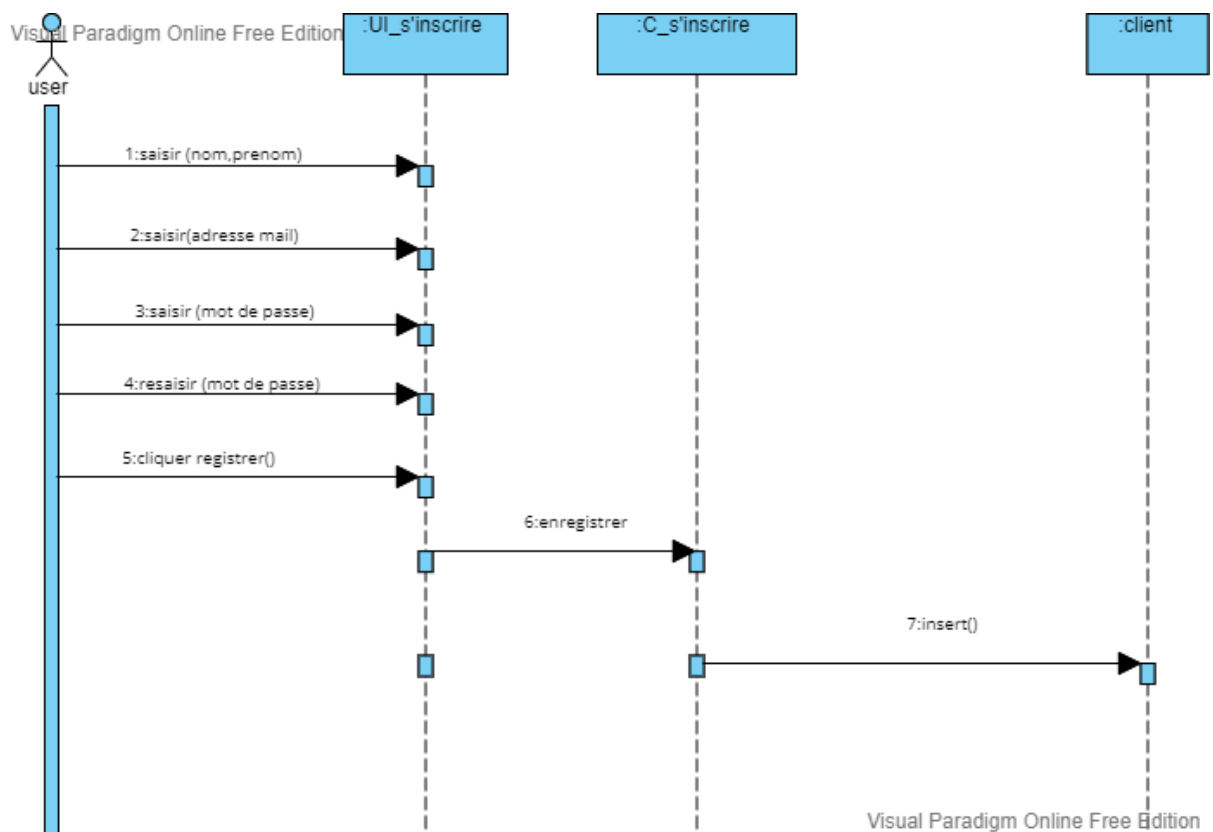 Visual Paradigm Online Free Edition
:UI_s'inscrire
:C_s'inscrire
:client
user
1:saisir (nom,prenom)
2:saisir(adresse mail)
3:saisir (mot de passe)
4:resaisir (mot de passe)
5:cliquer registrer()
6:enregistrer
7:insert()
Visual Paradigm Online Free Edition